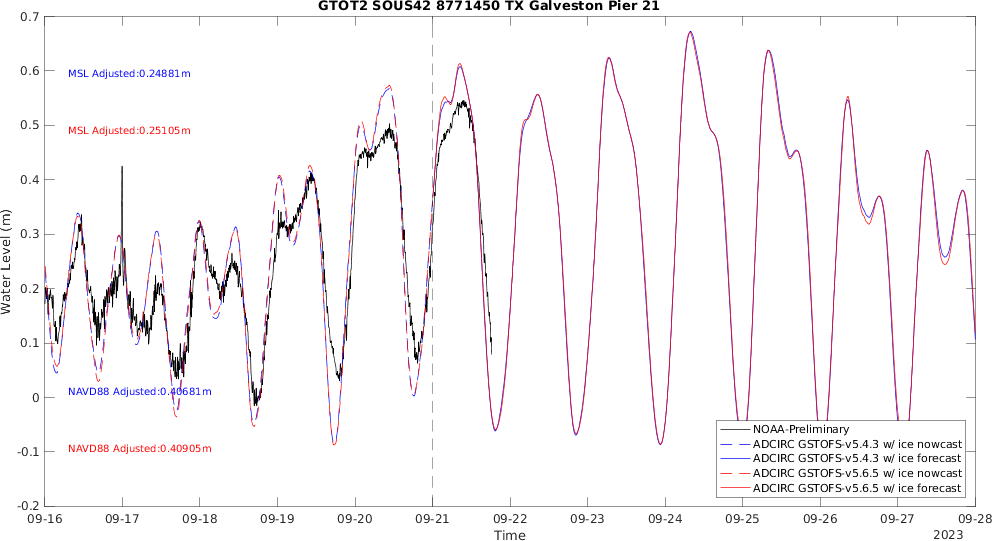 GTOT2 SOUS42 8771450 TX Galveston Pier 21
0.7
0.6
0.5
0.4
0.3
0.2
0.1
0
-0.1
-0.2
Water Level (m)
MSL Adjusted:0.24881m
MSL Adjusted:0.25105m
NAVD88 Adjusted:0.40681m
NAVD88 Adjusted:0.40905m
NOAA-Preliminary
ADCIRC GSTOFS-v5.4.3 w/ ice nowcast
ADCIRC GSTOFS-v5.4.3 w/ ice forecast
ADCIRC GSTOFS-v5.6.5 w/ ice nowcast
ADCIRC GSTOFS-v5.6.5 w/ ice forecast
09-16 09-17 09-18 09-19 09-20 09-21 09-22 09-23 09-24 09-25 09-26 09-27 09-28
Time
2023